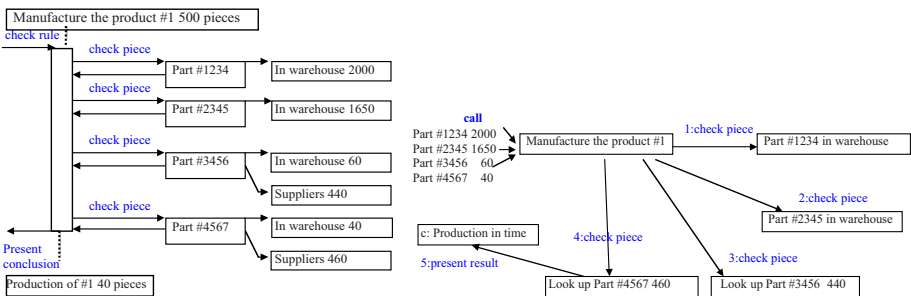 Manufacture the product #1 500 pieces
check rule
check piece
Part #1234
In warehouse 2000
check piece
Part #2345
In warehouse 1650
check piece
Part #3456
In warehouse 60
Suppliers 440
check piece
Part #4567
In warehouse 40
Suppliers 460
Present
conclusion
Production of #1 40 pieces
call
Part #1234 2000
Part #2345 1650
Part #3456 60
Part #4567 40
Manufacture the product #1
1:check piece
Part #1234 in warehouse
2:check piece
Part #2345 in warehouse
3:check piece
Look up Part #3456 440
4:check piece
Look up Part #4567 460
5:present result
c: Production in time